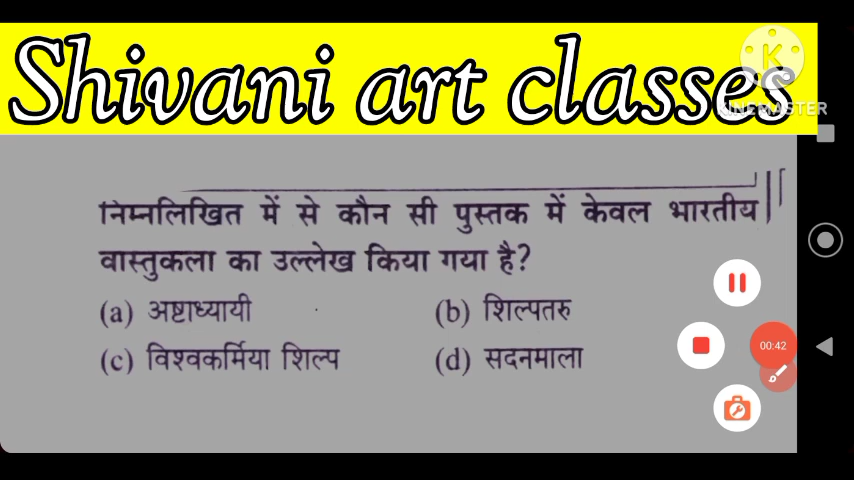 Shivani art classes
KINEMASTER
निम्नलिखित में से कौन सी पुस्तक में केवल भारतीय
वास्तुकला का उल्लेख किया गया है?
(a) अष्टाध्यायी
(b) शिल्पतरु
(c) विश्वकर्मिया शिल्प
(d) सदनमाला
00:42